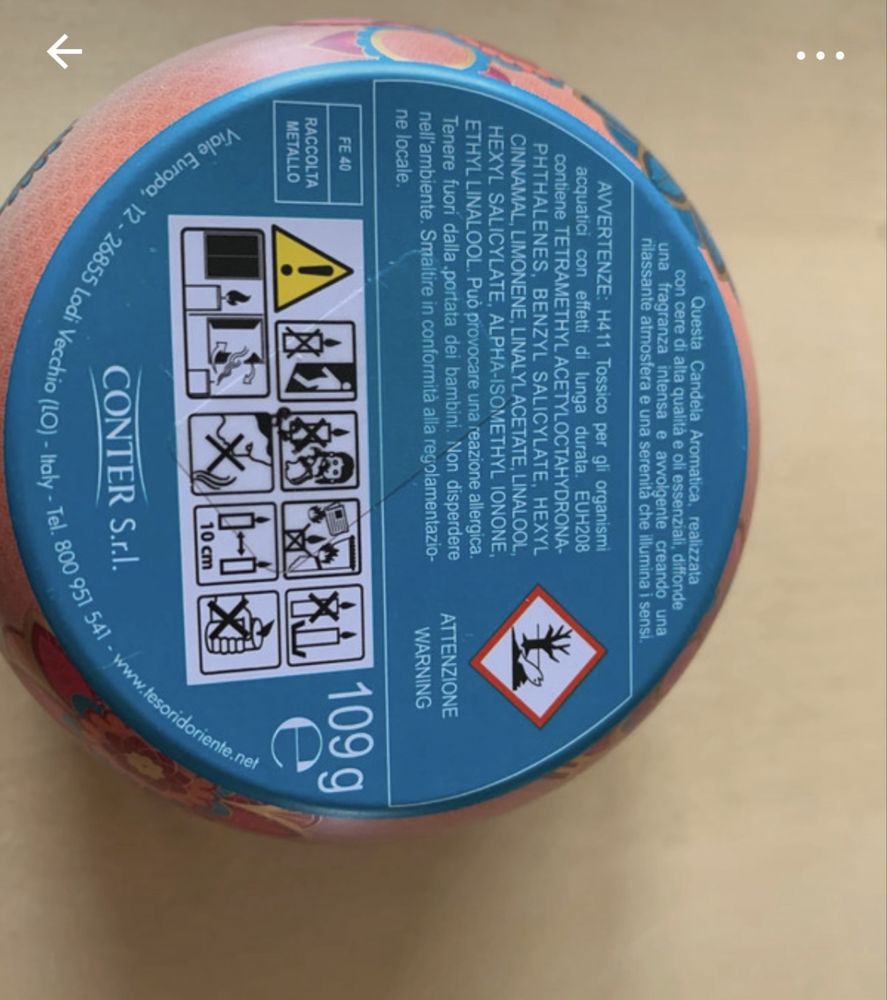 Questa Candela Aromatica, realizzata
con cere di alta qualità e oli essenziali, diffonde
una fragranza intensa e avvolgente creando una
rilassante atmosfera e una serenità che illumina i sensi.
AVVERTENZE: H411 Tossico per gli organismi
acquatici con effetti di lunga durata. EUH208
contiene TETRAMETHYL ACETYLOCTAHYDRONA-
PHTHALENES, BENZYL SALICYLATE, HEXYL
CINNAMAL, LIMONENE, LINALYL ACETATE, LINALOOL,
HEXYL SALICYLATE, ALPHA-ISOMETHYL IONONE,
ETHYL LINALOOL. Può provocare una reazione allergica.
Tenere fuori dalla portata dei bambini. Non disperdere
nell'ambiente. Smaltire in conformità alla regolamentazio-
ne locale.
ATTENZIONE
WARNING
FE 40
RACCOLTA
METALLO
10 cm
109 g
e
CONTER S.r.l.
Viale Europa, 12 - 26855 Lodi Vecchio (LO) - Italy - Tel. 800 951 541 - www.tesoridoriente.net